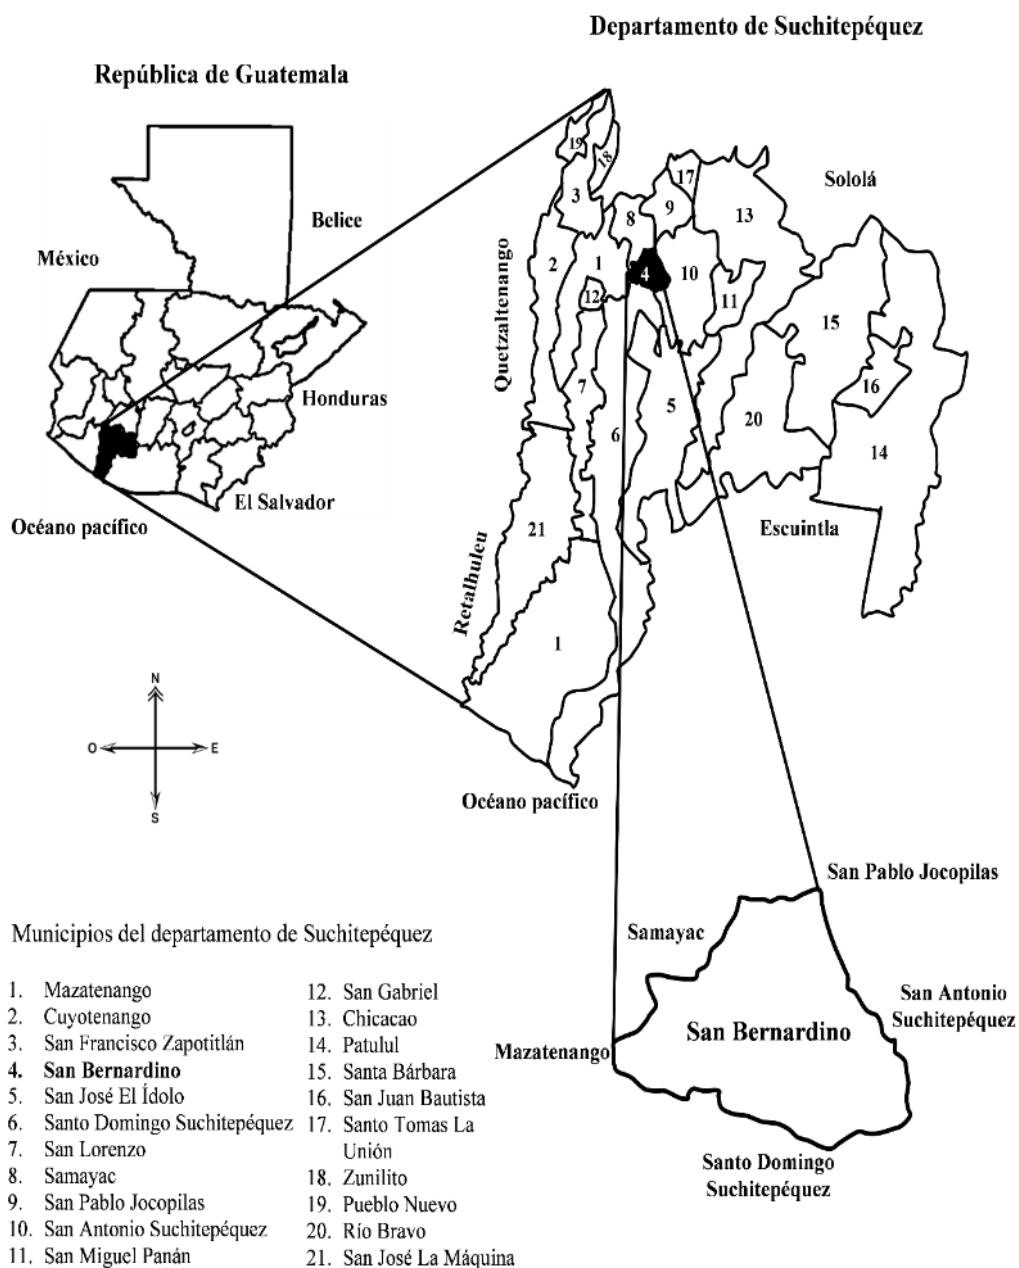 Departamento de Suchitepéquez
República de Guatemala
México
Belice
Honduras
El Salvador
Océano pacífico
Sololá
Quetzaltenango
Retalhuleu
Escuintla
Océano pacífico
19
18
17
3
8
9
13
2
1
4
10
12
11
15
7
16
5
20
6
14
21
1
N
O
E
S
San Pablo Jocopilas
Samayac
San Antonio
Suchitepéquez
San Bernardino
Mazatenango
Santo Domingo
Suchitepéquez
Municipios del departamento de Suchitepéquez
1. Mazatenango
2. Cuyotenango
3. San Francisco Zapotitlán
4. San Bernardino
5. San José El Ídolo
6. Santo Domingo Suchitepéquez
7. San Lorenzo
8. Samayac
9. San Pablo Jocopilas
10. San Antonio Suchitepéquez
11. San Miguel Panán
12. San Gabriel
13. Chicacao
14. Patulul
15. Santa Bárbara
16. San Juan Bautista
17. Santo Tomas La
Unión
18. Zunilito
19. Pueblo Nuevo
20. Río Bravo
21. San José La Máquina